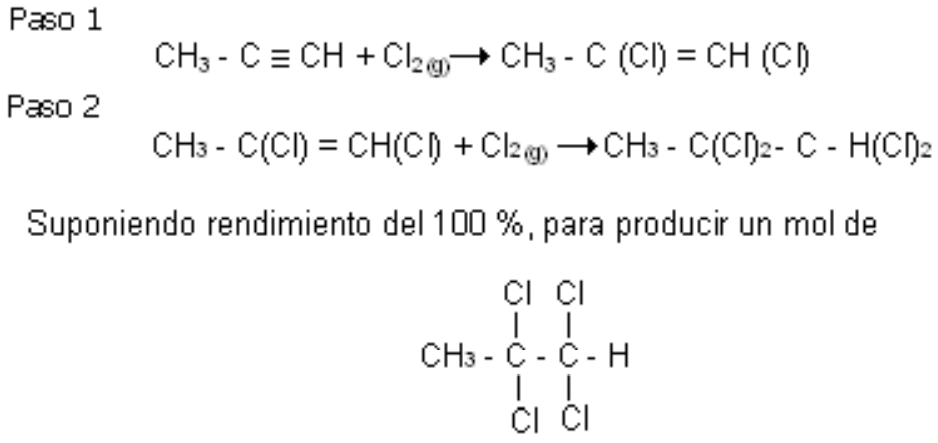 Paso 1
CH₃ - C ≡ CH + Cl₂(g) → CH₃ - C (Cl) = CH (Cl)
Paso 2
CH₃ - C(Cl) = CH(Cl) + Cl₂(g) → CH₃ - C(Cl)₂ - C - H(Cl)₂
Suponiendo rendimiento del 100 %, para producir un mol de
Cl Cl
| |
CH₃ - C - C - H
| |
Cl Cl